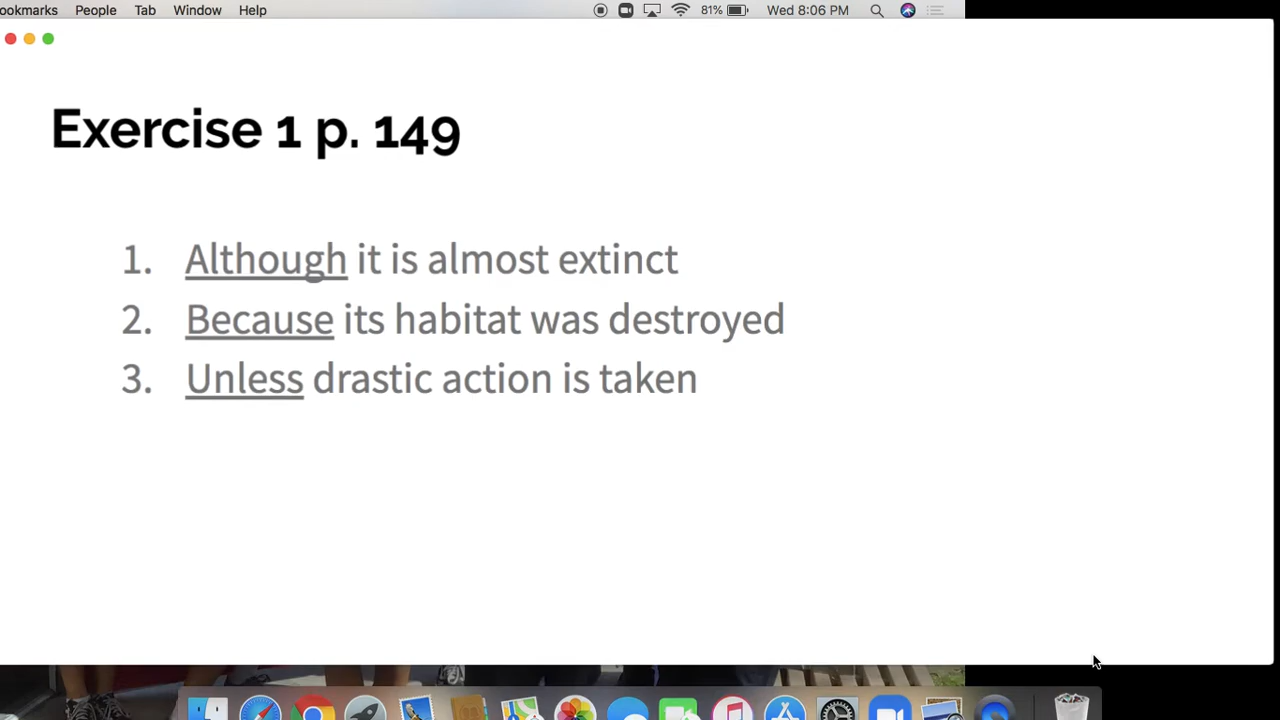 ookmarks People Tab Window Help 81% Wed 8:06 PM
Exercise 1 p. 149
1. Although it is almost extinct
2. Because its habitat was destroyed
3. Unless drastic action is taken